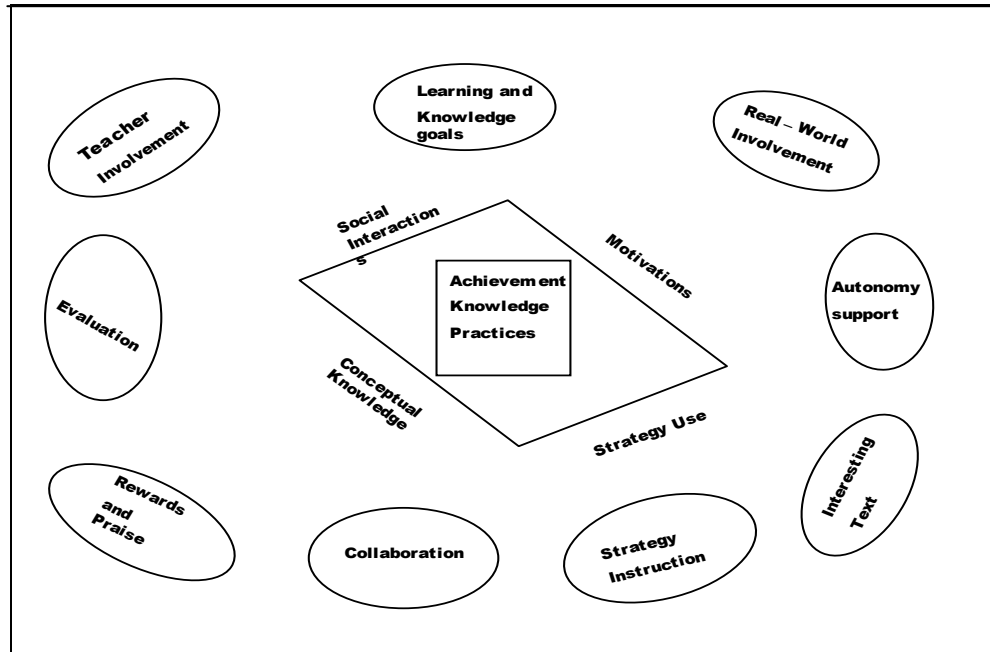 Teacher
Involvement
Learning and
Knowledge
goals
Real – World
Involvement
Social
Interaction
s
Motivations
Achievement
Knowledge
Practices
Evaluation
Autonomy
support
Conceptual
Knowledge
Strategy Use
Rewards
and
Praise
Collaboration
Strategy
Instruction
Interesting
Text